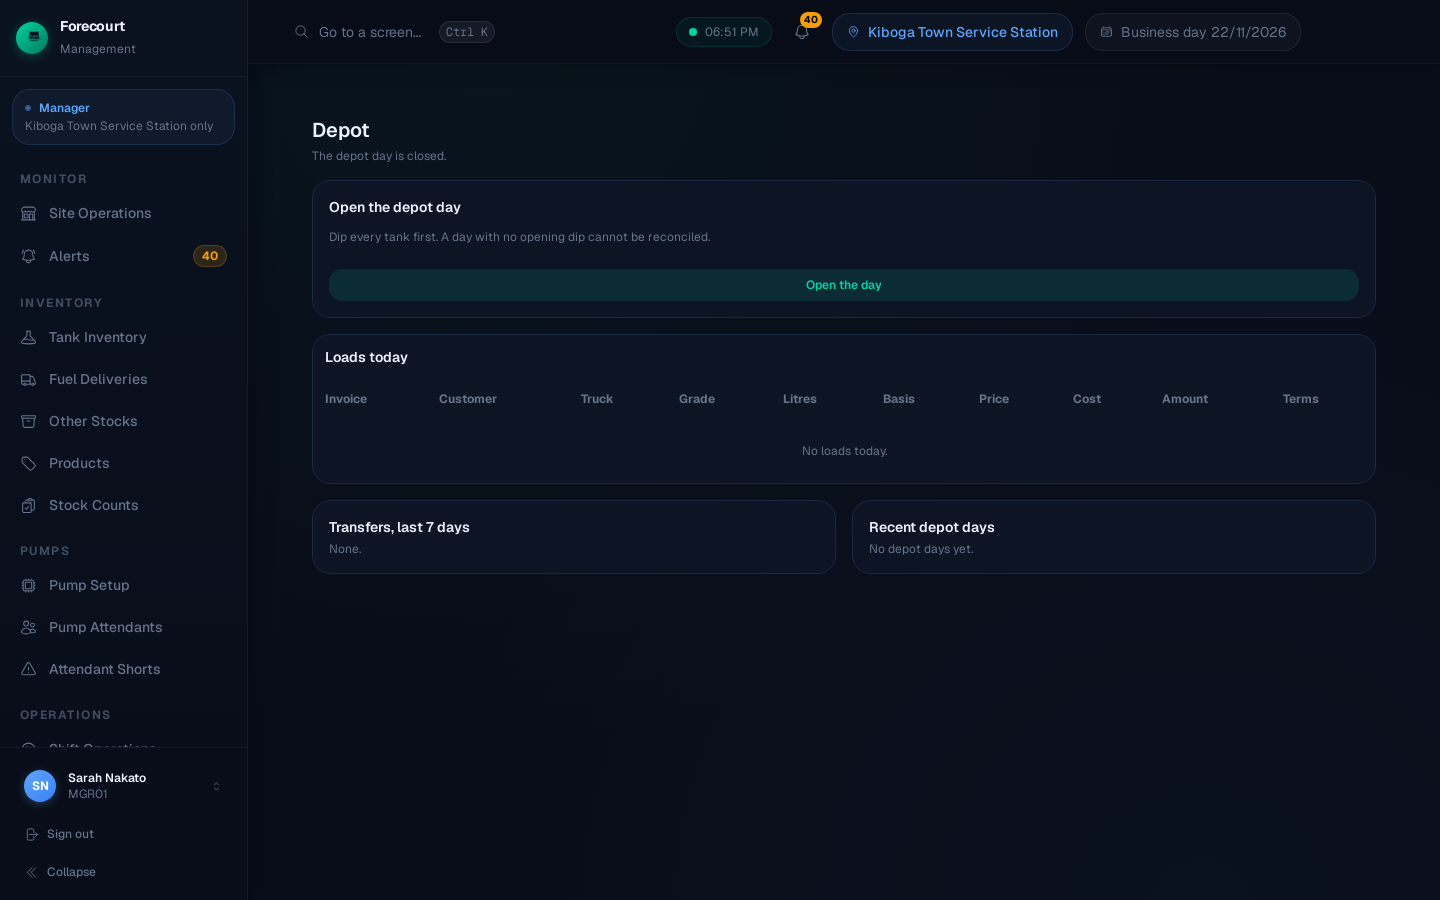 Forecourt
Management
Manager
Kiboga Town Service Station only
MONITOR
Site Operations
Alerts
40
INVENTORY
Tank Inventory
Fuel Deliveries
Other Stocks
Products
Stock Counts
PUMPS
Pump Setup
Pump Attendants
Attendant Shorts
OPERATIONS
Shift Operations
SN
Sarah Nakato
MGR01
Sign out
Collapse
Go to a screen...
Ctrl K
06:51 PM
40
Kiboga Town Service Station
Business day 22/11/2026
Depot
The depot day is closed.
Open the depot day
Dip every tank first. A day with no opening dip cannot be reconciled.
Open the day
Loads today
Invoice Customer Truck Grade Litres Basis Price Cost Amount Terms
No loads today.
Transfers, last 7 days
None.
Recent depot days
No depot days yet.